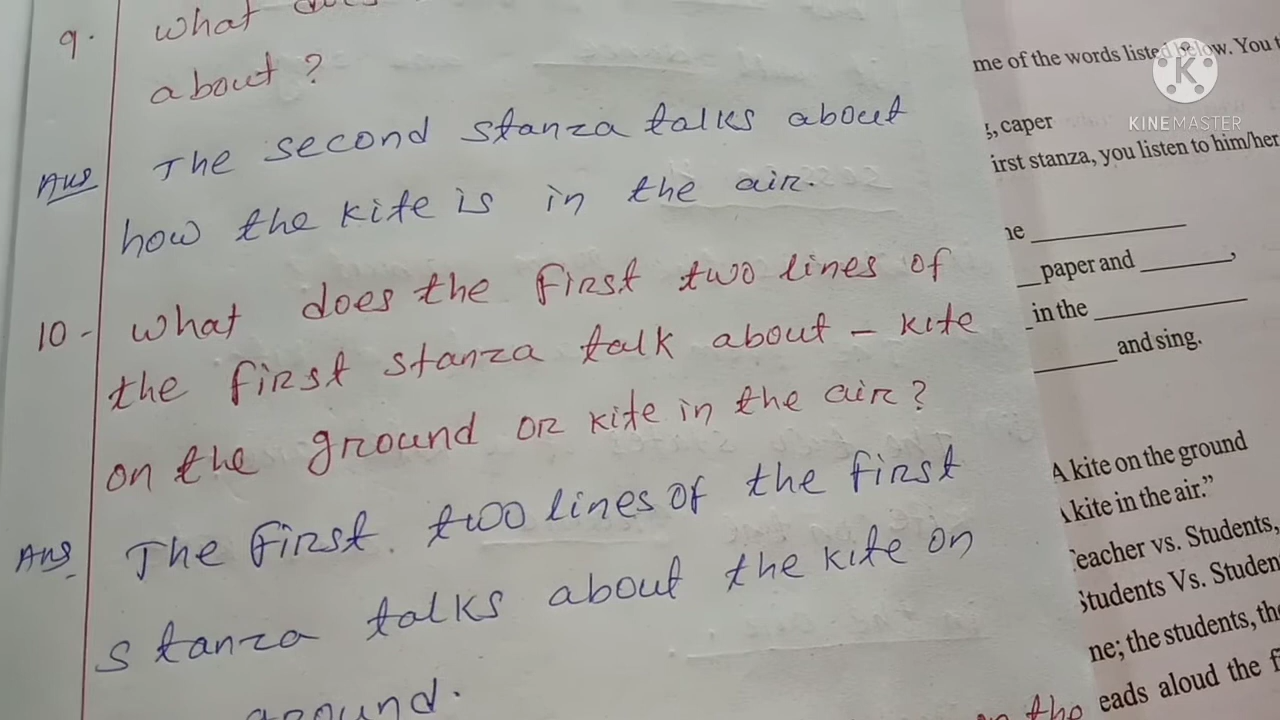 9. what
about ?
Ans The second stanza talks about
how the kite is in the air.
10- what does the first two lines of
the first stanza talk about - kite
on the ground or kite in the air?
Ans The first. two lines of the first
stanza talks about the kite on
ground.
me of the words listed below. You
KINEMASTER
g, caper
irst stanza, you listen to him/her
paper and ,
in the
and sing.
A kite on the ground
kite in the air."
eacher vs. Students,
Students Vs. Studen
ne; the students, the
eads aloud the